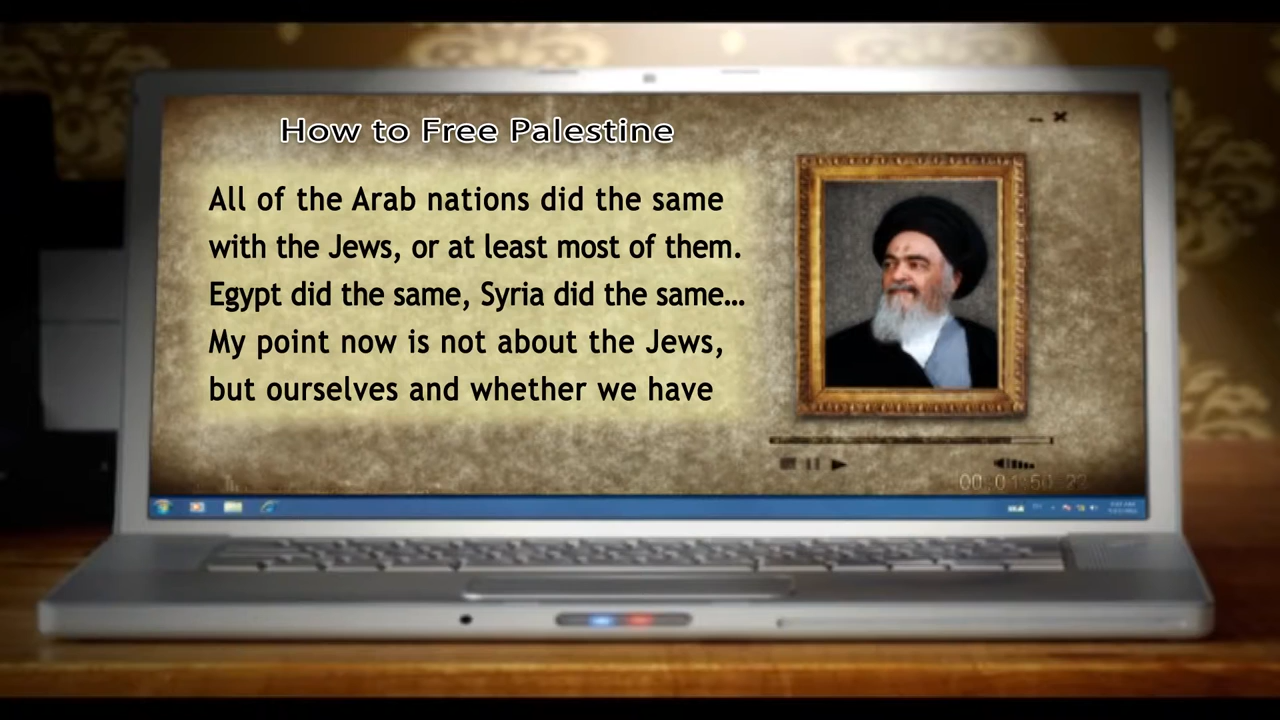 How to Free Palestine
All of the Arab nations did the same
with the Jews, or at least most of them.
Egypt did the same, Syria did the same...
My point now is not about the Jews,
but ourselves and whether we have